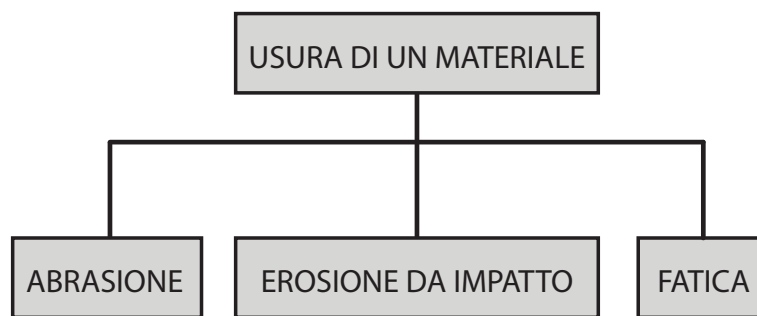 USURA DI UN MATERIALE
ABRASIONE
EROSIONE DA IMPATTO
FATICA